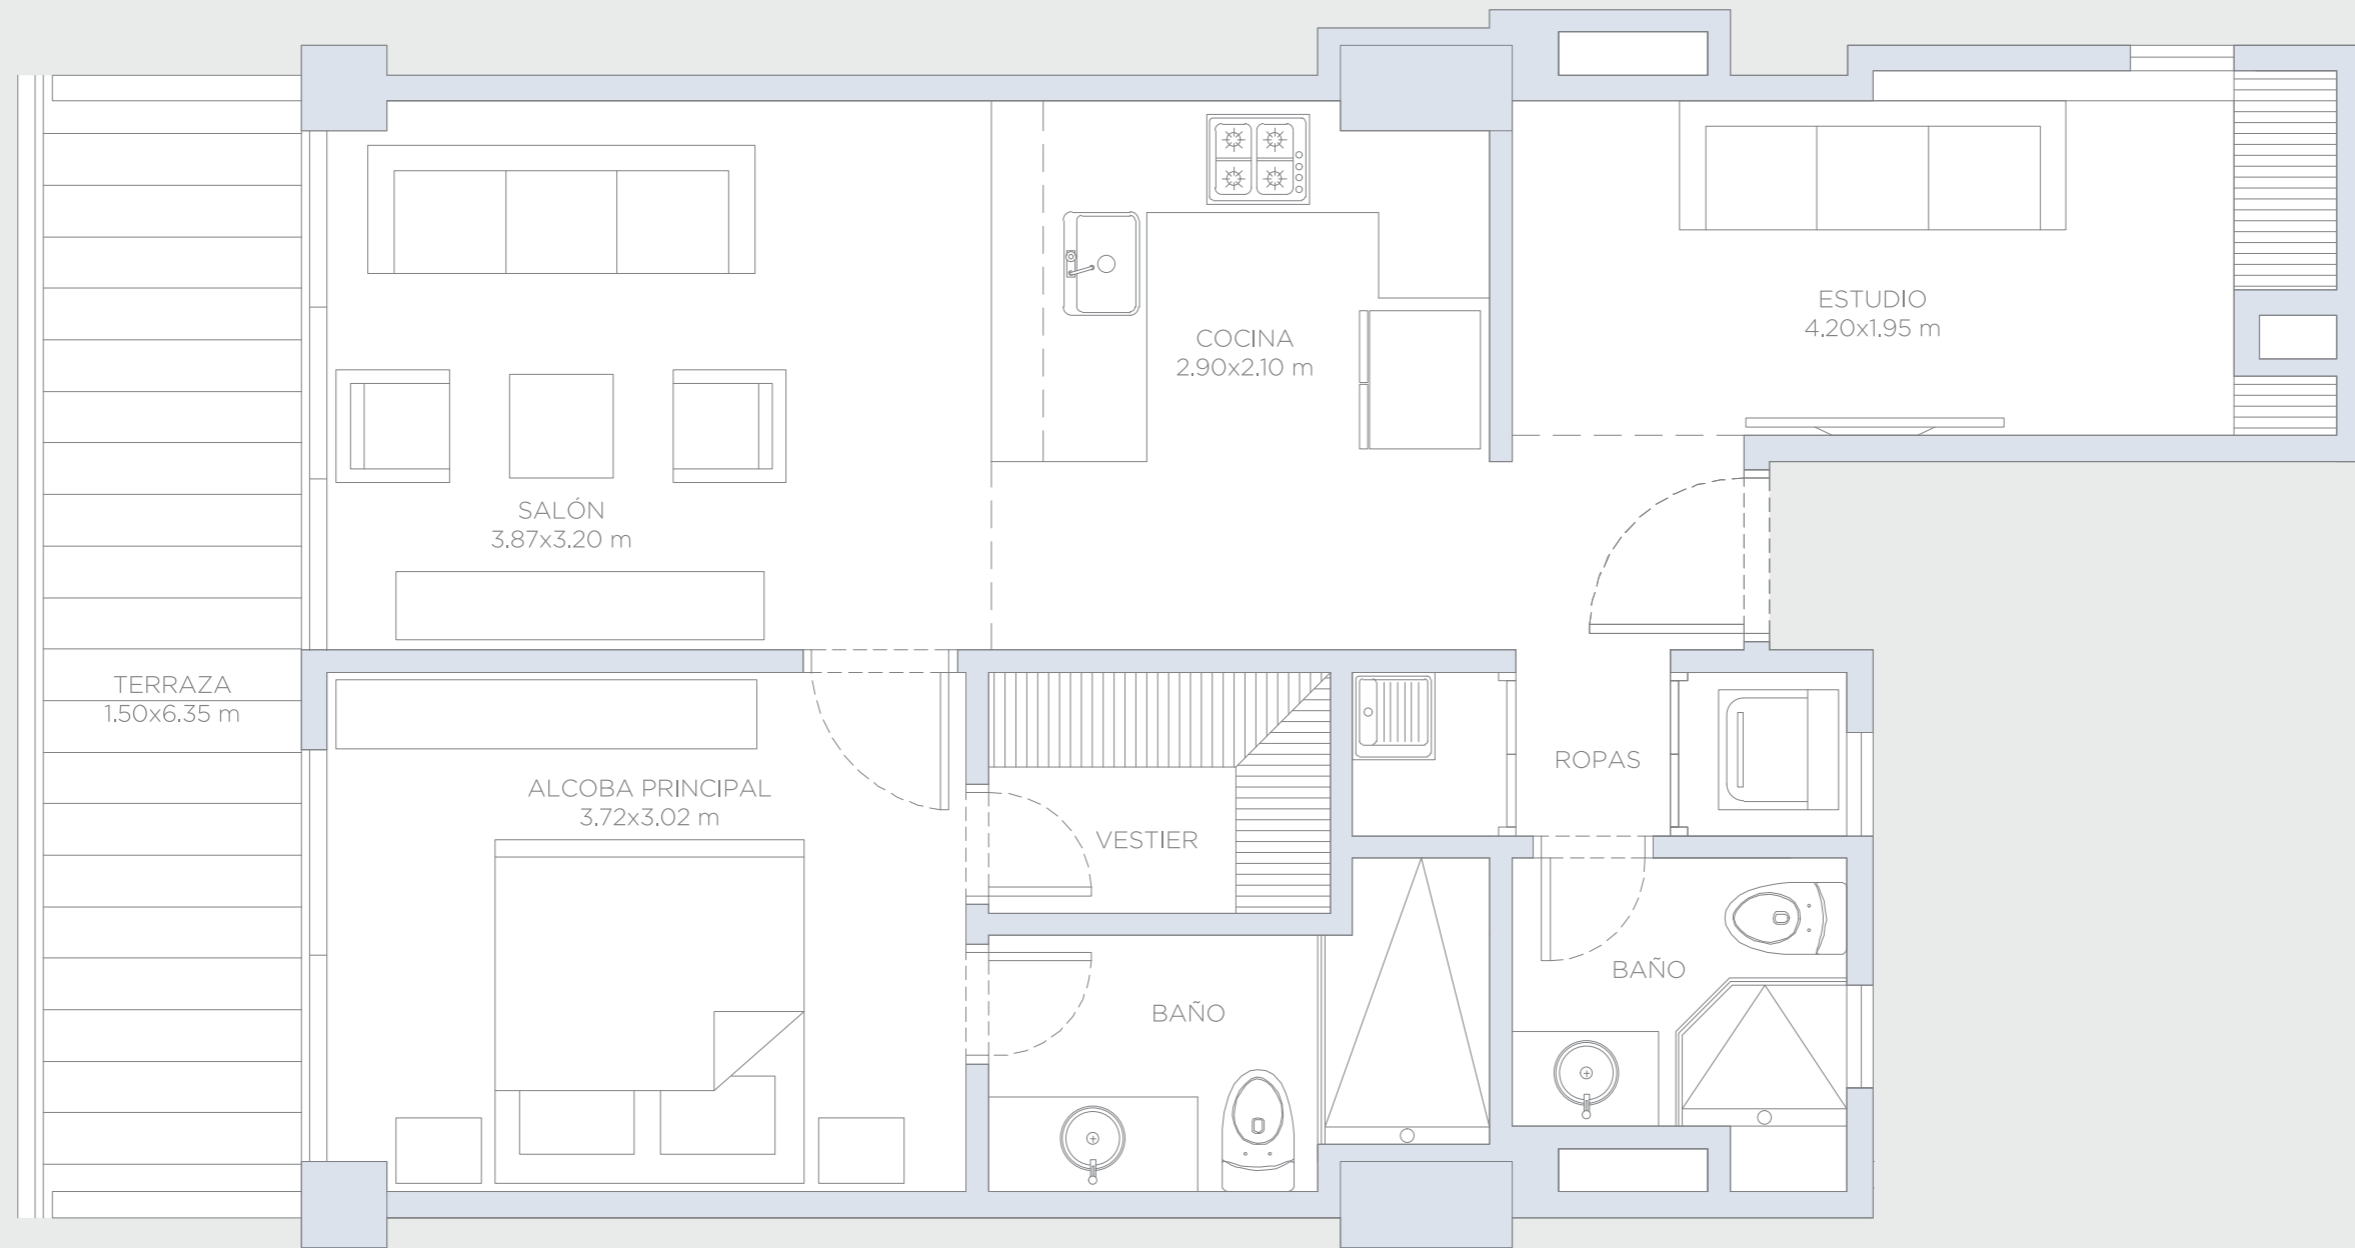 ESTUDIO
4.20x1.95 m
COCINA
2.90x2.10 m
SALÓN
3.87x3.20 m
TERRAZA
1.50x6.35 m
ALCOBA PRINCIPAL
3.72x3.02 m
ROPAS
VESTIER
BAÑO
BAÑO